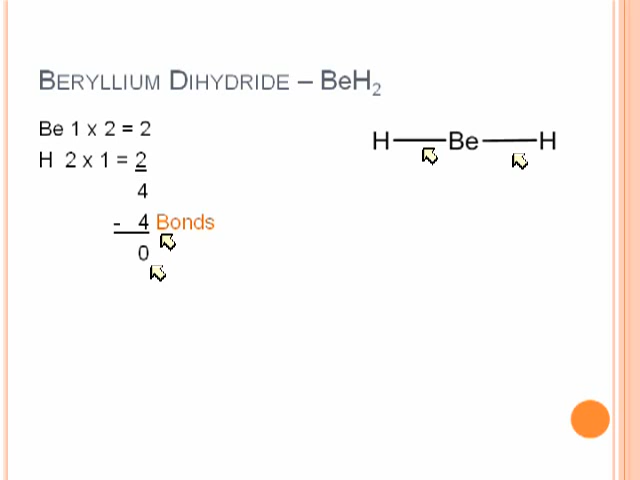 BERYLLIUM DIHYDRIDE – BeH₂
Be 1 x 2 = 2
H 2 x 1 = 2
4
- 4 Bonds
0
H Be H